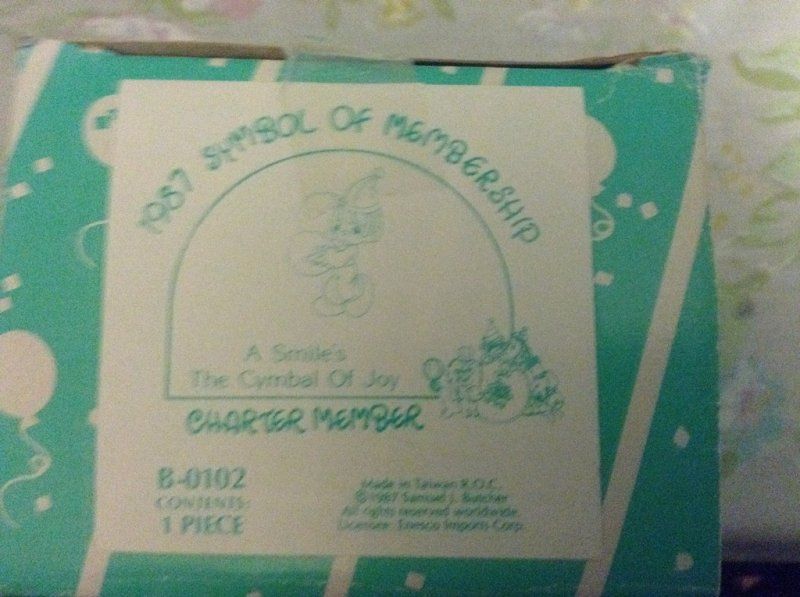 1987 SYMBOL OF MEMBERSHIP
A Smile's
The Cymbal Of Joy
CHARTER MEMBER
B-0102
CONTENTS:
1 PIECE
Made in Taiwan R.O.C.
©1987 Samuel J. Butcher
All rights reserved worldwide
Licensee: Enesco Imports Corp.